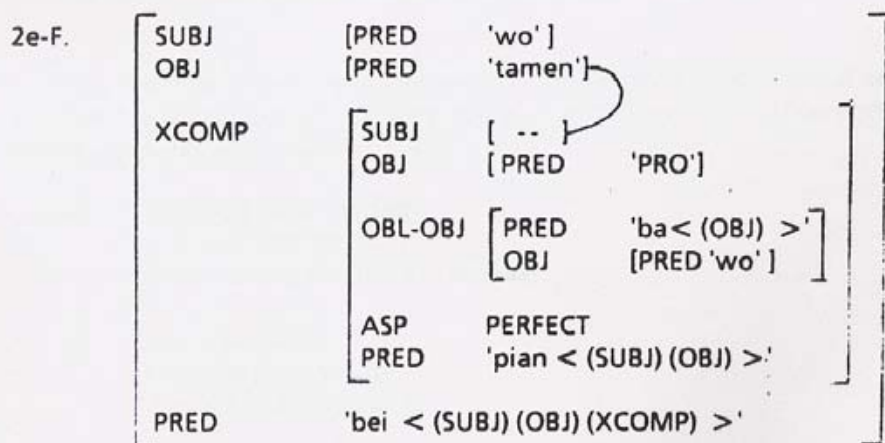 2e-F. SUBJ [PRED 'wo' ]
OBJ [PRED 'tamen']
XCOMP SUBJ [ -- ]
OBJ [ PRED 'PRO']
OBL-OBJ PRED 'ba < (OBJ) >'
OBJ [PRED 'wo' ]
ASP PERFECT
PRED 'pian < (SUBJ) (OBJ) >'
PRED 'bei < (SUBJ) (OBJ) (XCOMP) >'